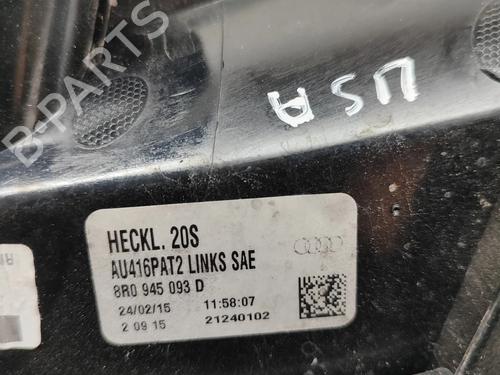 B-PARTS
USA
HECKL. 20S
AU416PAT2 LINKS SAE
8R0 945 093 D
24/02/15 11:58:07
2 09 15 21240102